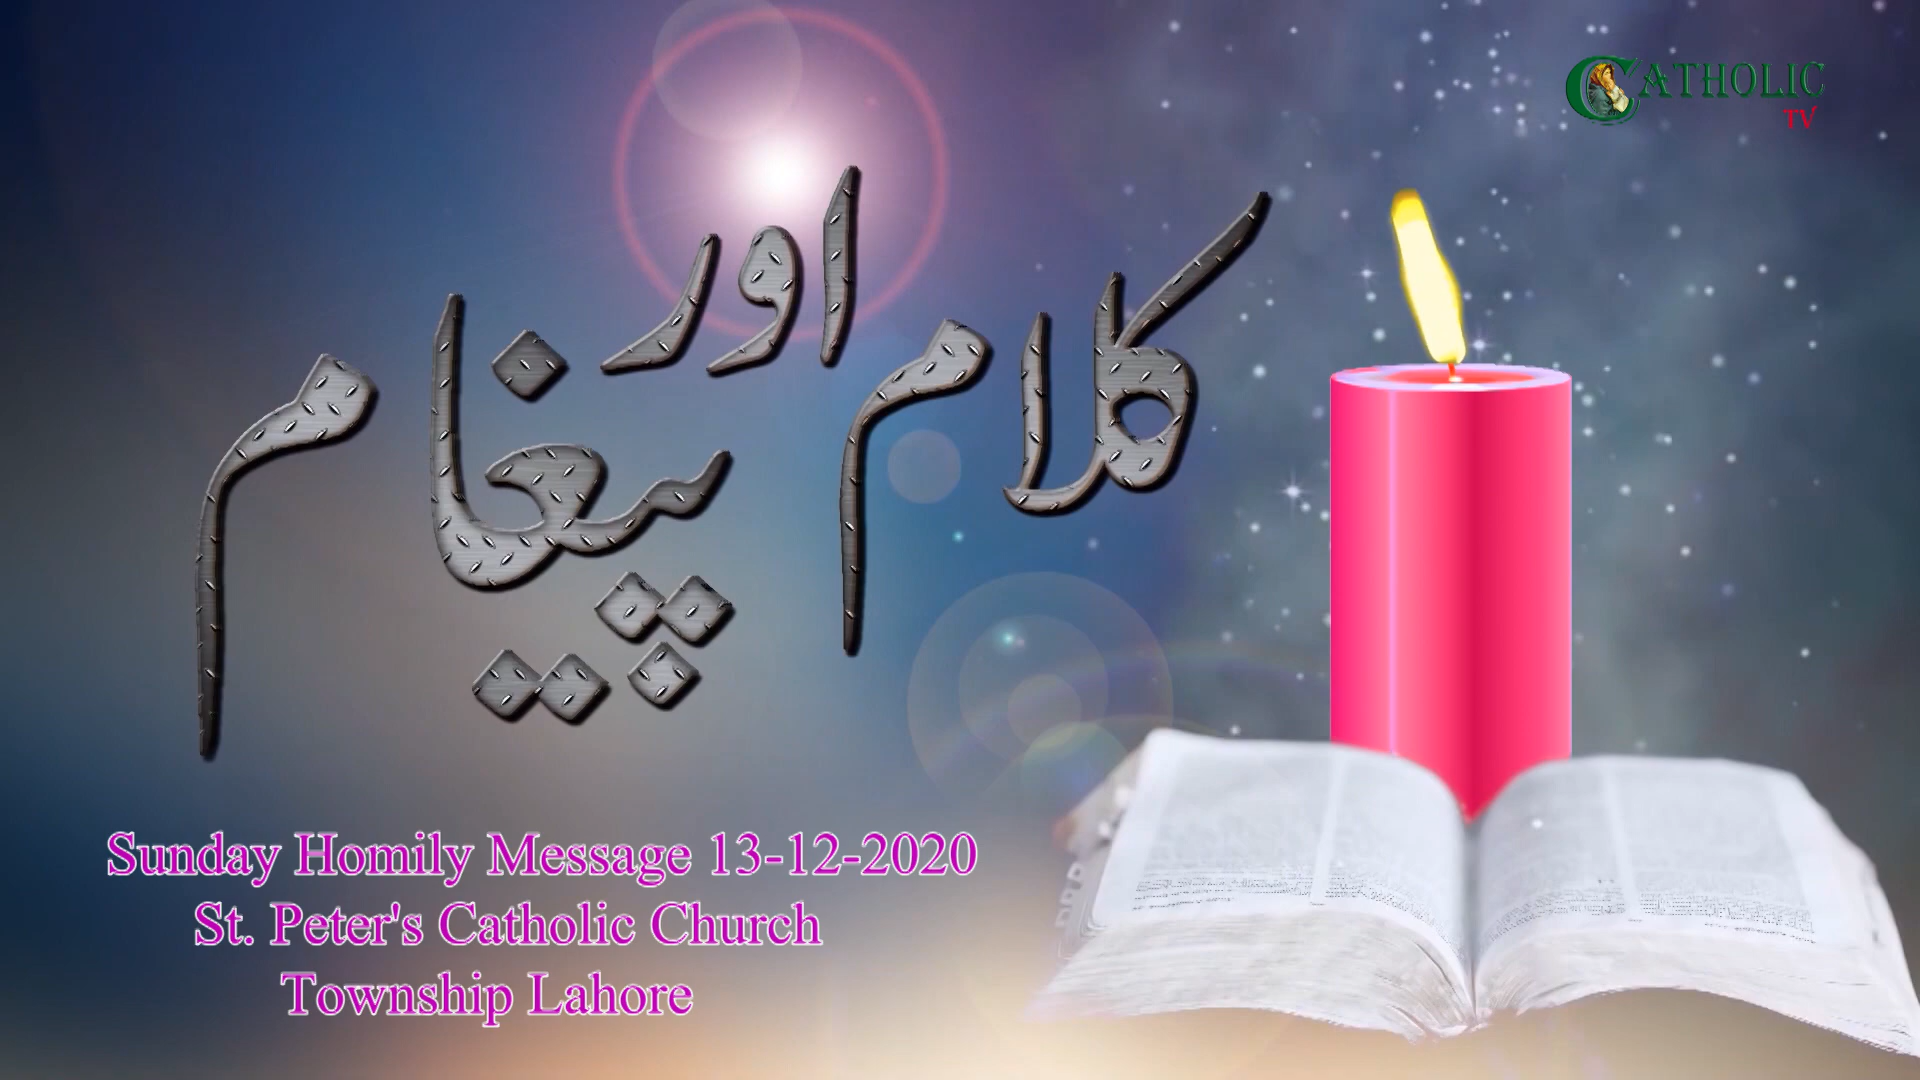 CATHOLIC
TV
کلام اور پیغام
Sunday Homily Message 13-12-2020
St. Peter's Catholic Church
Township Lahore